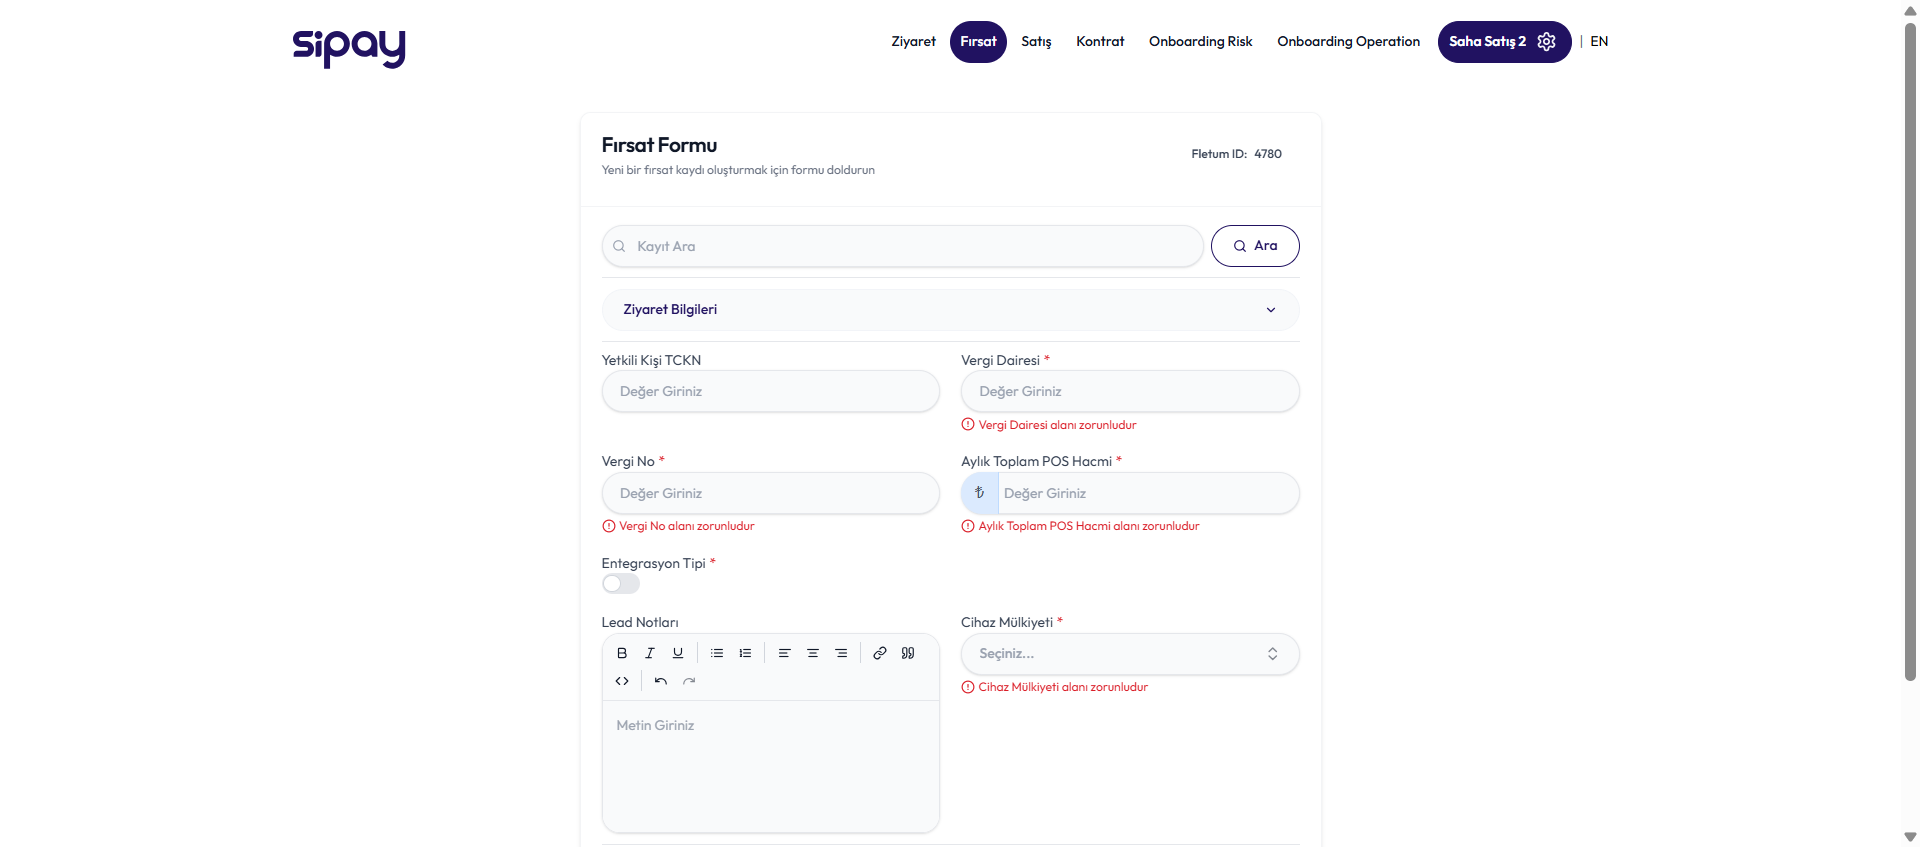 sipay
Ziyaret Fırsat Satış Kontrat Onboarding Risk Onboarding Operation Saha Satış 2 | EN
Fırsat Formu
Yeni bir fırsat kaydı oluşturmak için formu doldurun
Fletum ID: 4780
Kayıt Ara
Ara
Ziyaret Bilgileri
Yetkili Kişi TCKN
Değer Giriniz
Vergi Dairesi *
Değer Giriniz
Vergi Dairesi alanı zorunludur
Vergi No *
Değer Giriniz
Vergi No alanı zorunludur
Aylık Toplam POS Hacmi *
₺ Değer Giriniz
Aylık Toplam POS Hacmi alanı zorunludur
Entegrasyon Tipi *
Lead Notları
B I U
Metin Giriniz
Cihaz Mülkiyeti *
Seçiniz...
Cihaz Mülkiyeti alanı zorunludur